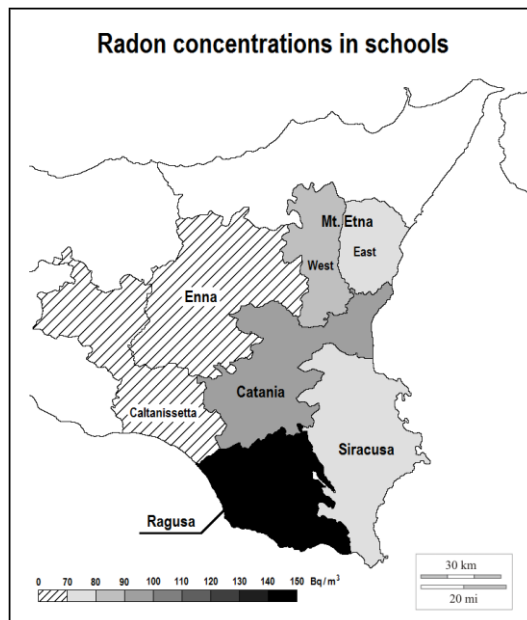 Radon concentrations in schools
Mt. Etna
East
West
Enna
Catania
Caltanissetta
Siracusa
Ragusa
0 70 80 90 100 110 120 130 140 150 Bq/m³
30 km
20 mi